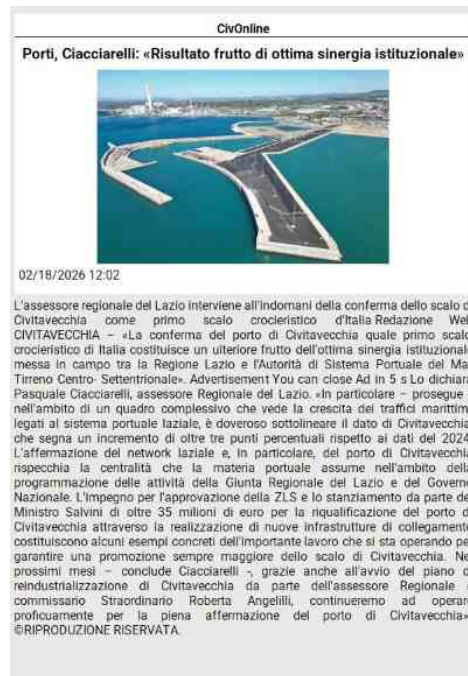 CivOnline
Porti, Ciacciarelli: «Risultato frutto di ottima sinergia istituzionale»
02/18/2026 12:02
L'assessore regionale del Lazio interviene all'indomani della conferma dello scalo d
Civitavecchia come primo scalo crocieristico d'Italia Redazione Web
CIVITAVECCHIA – «La conferma del porto di Civitavecchia quale primo scalo
crocieristico di Italia costituisce un ulteriore frutto dell'ottima sinergia istituzionale
messa in campo tra la Regione Lazio e l'Autorità di Sistema Portuale del Mar
Tirreno Centro- Settentrionale». Advertisement You can close Ad in 5 s Lo dichiara
Pasquale Ciacciarelli, assessore Regionale del Lazio. «In particolare – prosegue -
nell'ambito di un quadro complessivo che vede la crescita dei traffici marittimi
legati al sistema portuale laziale, è doveroso sottolineare il dato di Civitavecchia
che segna un incremento di oltre tre punti percentuali rispetto ai dati del 2024.
L'affermazione del network laziale e, in particolare, del porto di Civitavecchia
rispecchia la centralità che la materia portuale assume nell'ambito della
programmazione delle attività della Giunta Regionale del Lazio e del Governo
Nazionale. L'impegno per l'approvazione della ZLS e lo stanziamento da parte del
Ministro Salvini di oltre 35 milioni di euro per la riqualificazione del porto di
Civitavecchia attraverso la realizzazione di nuove infrastrutture di collegamento
costituiscono alcuni esempi concreti dell'importante lavoro che si sta operando per
garantire una promozione sempre maggiore dello scalo di Civitavecchia. Nei
prossimi mesi – conclude Ciacciarelli -, grazie anche all'avvio del piano di
reindustrializzazione di Civitavecchia da parte dell'assessore Regionale e
commissario Straordinario Roberta Angelilli, continueremo ad operare
proficuamente per la piena affermazione del porto di Civitavecchia».
©RIPRODUZIONE RISERVATA.